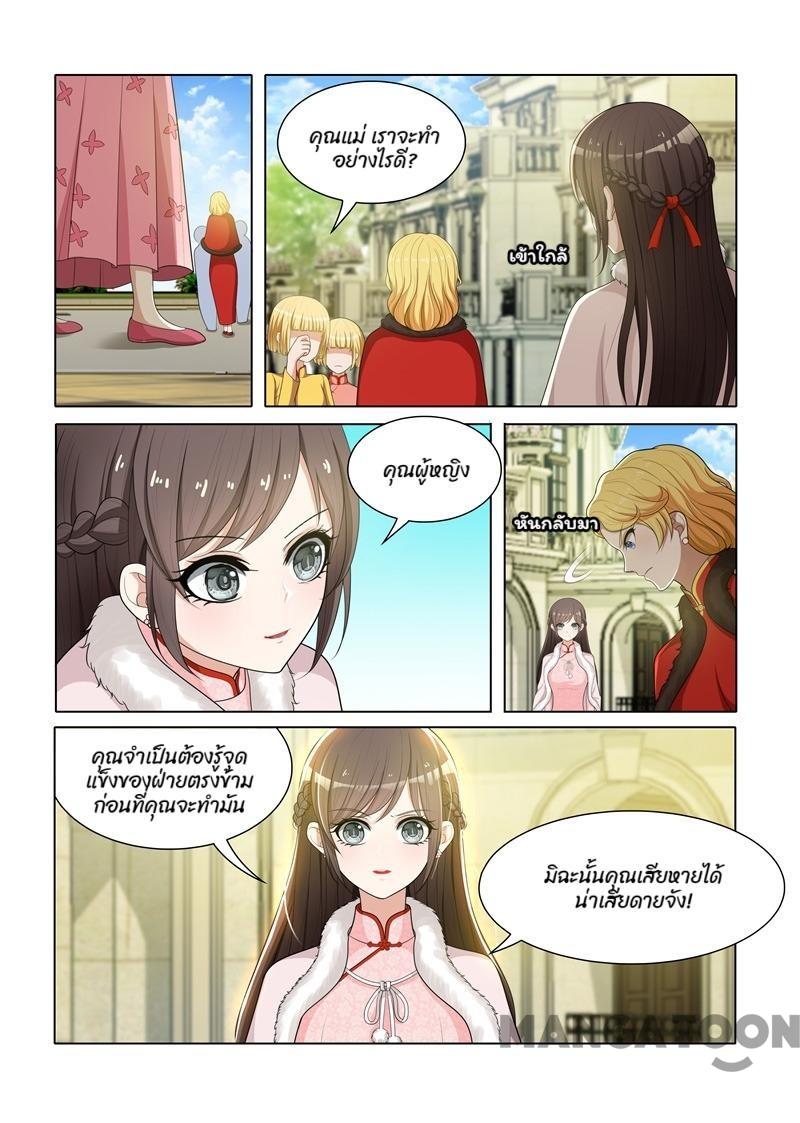 คุณแม่ เราจะทำ
อย่างไรดี?
เข้าใกล้
คุณผู้หญิง
หันกลับมา
คุณจำเป็นต้องรู้จุด
แข็งของฝ่ายตรงข้าม
ก่อนที่คุณจะทำมัน
มิฉะนั้นคุณเสียหายได้
น่าเสียดายจัง!
MANGATOON